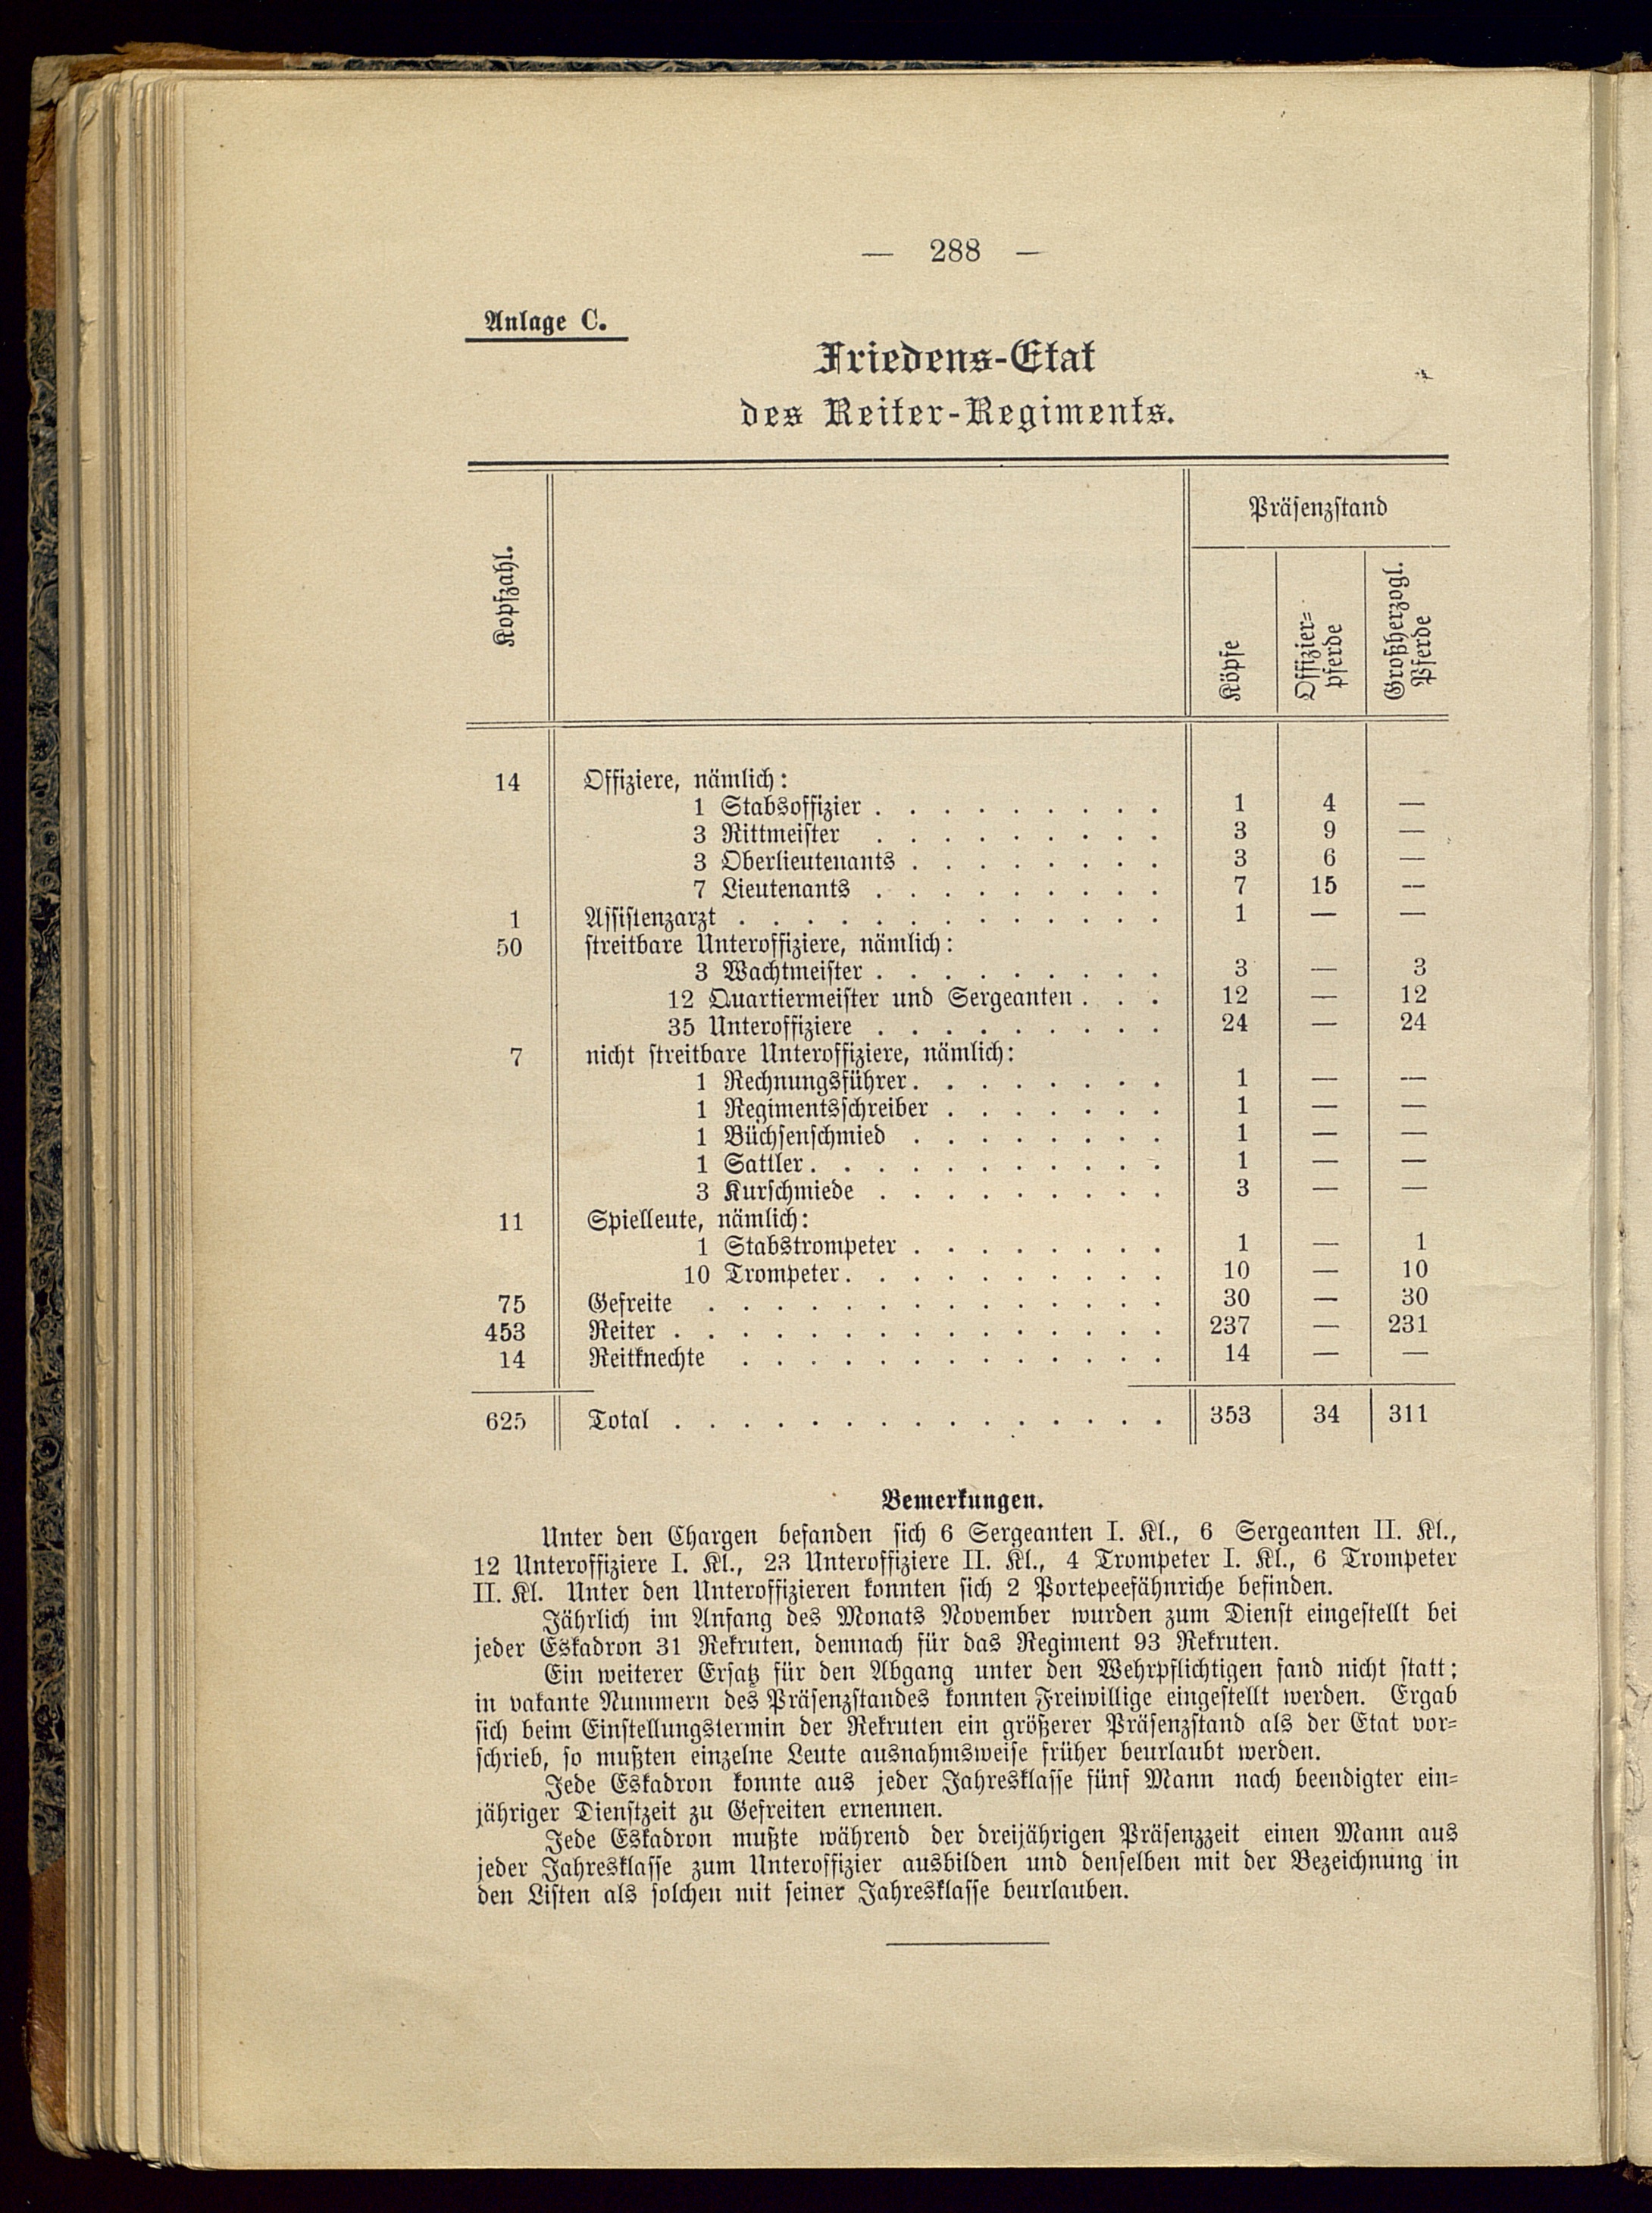 — 288 —
Anlage C.
Friedens-Etat
des Reiter-Regiments.
Kopfzahl. Präsenzstand
Köpfe Offizier-pferde Großherzogl. Pferde
14 Offiziere, nämlich:
1 Stabsoffizier . . . . . . . . . 1 4 —
3 Rittmeister . . . . . . . . . 3 9 —
3 Oberlieutenants . . . . . . . . 3 6 —
7 Lieutenants . . . . . . . . . 7 15 —
1 Assistenzarzt . . . . . . . . . . . . . 1 — —
50 streitbare Unteroffiziere, nämlich:
3 Wachtmeister . . . . . . . . . 3 — 3
12 Quartiermeister und Sergeanten . . . 12 — 12
35 Unteroffiziere . . . . . . . . . 24 — 24
7 nicht streitbare Unteroffiziere, nämlich:
1 Rechnungsführer . . . . . . . . 1 — —
1 Regimentsschreiber . . . . . . . 1 — —
1 Büchsenschmied . . . . . . . . 1 — —
1 Sattler . . . . . . . . . . . 1 — —
3 Kurschmiede . . . . . . . . . 3 — —
11 Spielleute, nämlich:
1 Stabstrompeter . . . . . . . . 1 — 1
10 Trompeter . . . . . . . . . . 10 — 10
75 Gefreite . . . . . . . . . . . . . . 30 — 30
453 Reiter . . . . . . . . . . . . . . . 237 — 231
14 Reitknechte . . . . . . . . . . . . . 14 — —
625 Total . . . . . . . . . . . . . . . 353 34 311
Bemerkungen.
Unter den Chargen befanden sich 6 Sergeanten I. Kl., 6 Sergeanten II. Kl.,
12 Unteroffiziere I. Kl., 23 Unteroffiziere II. Kl., 4 Trompeter I. Kl., 6 Trompeter
II. Kl. Unter den Unteroffizieren konnten sich 2 Portepeefähnriche befinden.
Jährlich im Anfang des Monats November wurden zum Dienst eingestellt bei
jeder Eskadron 31 Rekruten, demnach für das Regiment 93 Rekruten.
Ein weiterer Ersatz für den Abgang unter den Wehrpflichtigen fand nicht statt;
in vakante Nummern des Präsenzstandes konnten Freiwillige eingestellt werden. Ergab
sich beim Einstellungstermin der Rekruten ein größerer Präsenzstand als der Etat vor-
schrieb, so mußten einzelne Leute ausnahmsweise früher beurlaubt werden.
Jede Eskadron konnte aus jeder Jahresklasse fünf Mann nach beendigter ein-
jähriger Dienstzeit zu Gefreiten ernennen.
Jede Eskadron mußte während der dreijährigen Präsenzzeit einen Mann aus
jeder Jahresklasse zum Unteroffizier ausbilden und denselben mit der Bezeichnung in
den Listen als solchen mit seiner Jahresklasse beurlauben.